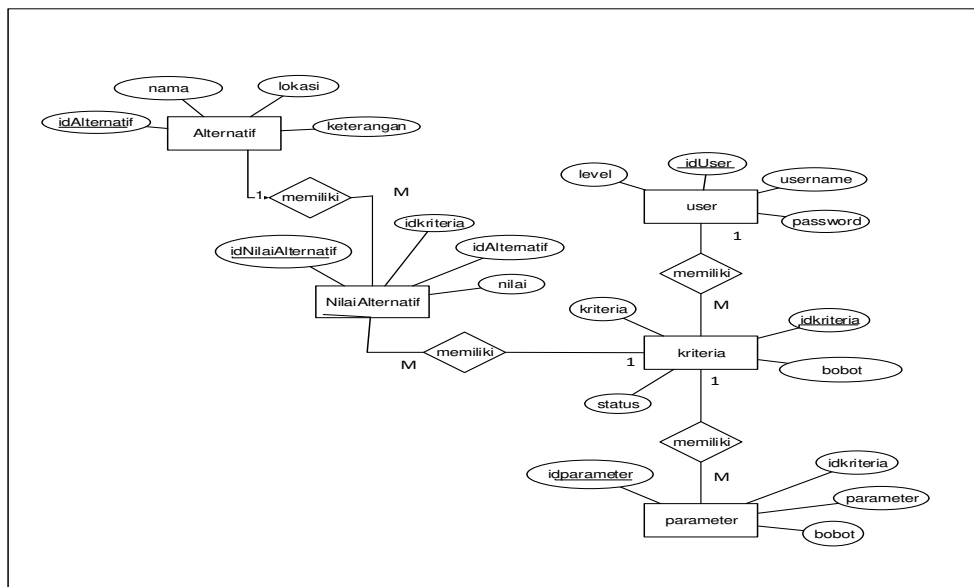 nama
lokasi
idAlternatif
Alternatif
keterangan
1
memiliki
M
idUser
level
username
user
password
1
idkriteria
idNilaiAlternatif
idAlternatif
nilai
memiliki
NilaiAlternatif
M
kriteria
idkriteria
M
memiliki
1
kriteria
bobot
1
status
memiliki
idparameter
M
idkriteria
parameter
parameter
bobot